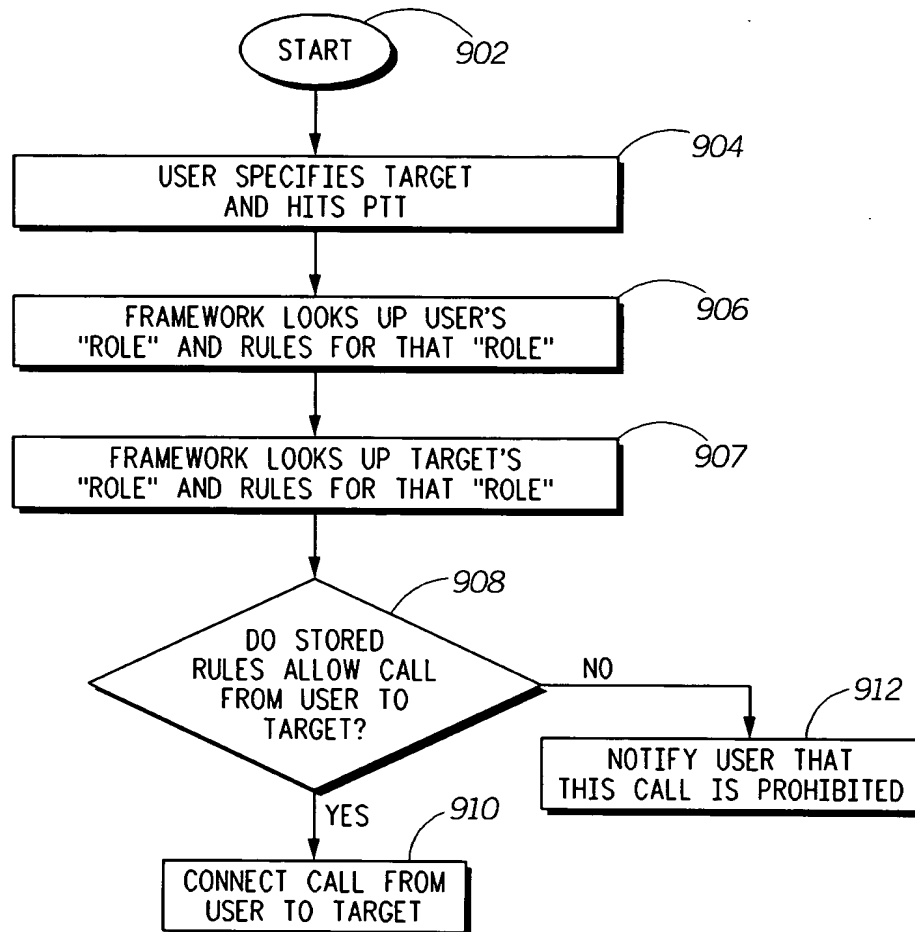 START
902
904
USER SPECIFIES TARGET
AND HITS PTT
906
FRAMEWORK LOOKS UP USER'S
"ROLE" AND RULES FOR THAT "ROLE"
907
FRAMEWORK LOOKS UP TARGET'S
"ROLE" AND RULES FOR THAT "ROLE"
908
DO STORED
RULES ALLOW CALL
FROM USER TO
TARGET?
NO
912
NOTIFY USER THAT
THIS CALL IS PROHIBITED
YES
910
CONNECT CALL FROM
USER TO TARGET